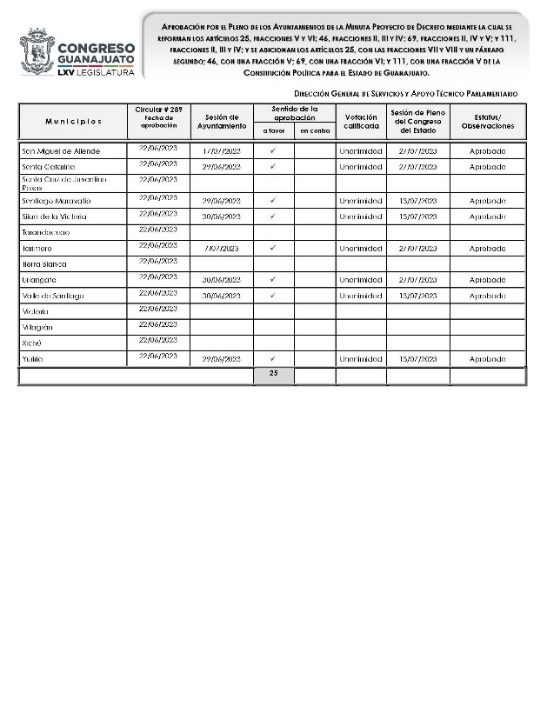 CONGRESO
GUANAJUATO
LXV LEGISLATURA
APROBACIÓN POR EL PLENO DE LOS AYUNTAMIENTOS DE LA MINUTA PROYECTO DE DECRETO MEDIANTE LA CUAL SE
REFORMAN LOS ARTÍCULOS 25, FRACCIONES V Y VI; 46, FRACCIONES II, III Y IV; 69, FRACCIONES II, IV Y V; Y 111,
FRACCIONES II, III Y IV; Y SE ADICIONAN LOS ARTÍCULOS 25, CON LAS FRACCIONES VII Y VIII Y UN PÁRRAFO
SEGUNDO; 46, CON UNA FRACCIÓN V; 69, CON UNA FRACCIÓN VI; Y 111, CON UNA FRACCIÓN V DE LA
CONSTITUCIÓN POLÍTICA PARA EL ESTADO DE GUANAJUATO.
DIRECCIÓN GENERAL DE SERVICIOS Y APOYO TÉCNICO PARLAMENTARIO
Municipios Circular # 289 Fecha de aprobación Sesión de Ayuntamiento Sentido de la aprobación a favor en contra Votación calificada Sesión de Pleno del Congreso del Estado Estatus/ Observaciones
San Miguel de Allende 22/06/2023 17/07/2023 ✓ Unanimidad 27/07/2023 Aprobada
Santa Catarina 22/06/2023 29/06/2023 ✓ Unanimidad 27/07/2023 Aprobada
Santa Cruz de Juventino Rosas 22/06/2023
Santiago Maravatío 22/06/2023 29/06/2023 ✓ Unanimidad 13/07/2023 Aprobada
Silao de la Victoria 22/06/2023 30/06/2023 ✓ Unanimidad 13/07/2023 Aprobada
Tarandacuao 22/06/2023
Tarimoro 22/06/2023 7/07/2023 ✓ Unanimidad 27/07/2023 Aprobada
Tierra Blanca 22/06/2023
Uriangato 22/06/2023 30/06/2023 ✓ Unanimidad 27/07/2023 Aprobada
Valle de Santiago 22/06/2023 30/06/2023 ✓ Unanimidad 13/07/2023 Aprobada
Victoria 22/06/2023
Villagrán 22/06/2023
Xichú 22/06/2023
Yuriria 22/06/2023 29/06/2023 ✓ Unanimidad 13/07/2023 Aprobada
25